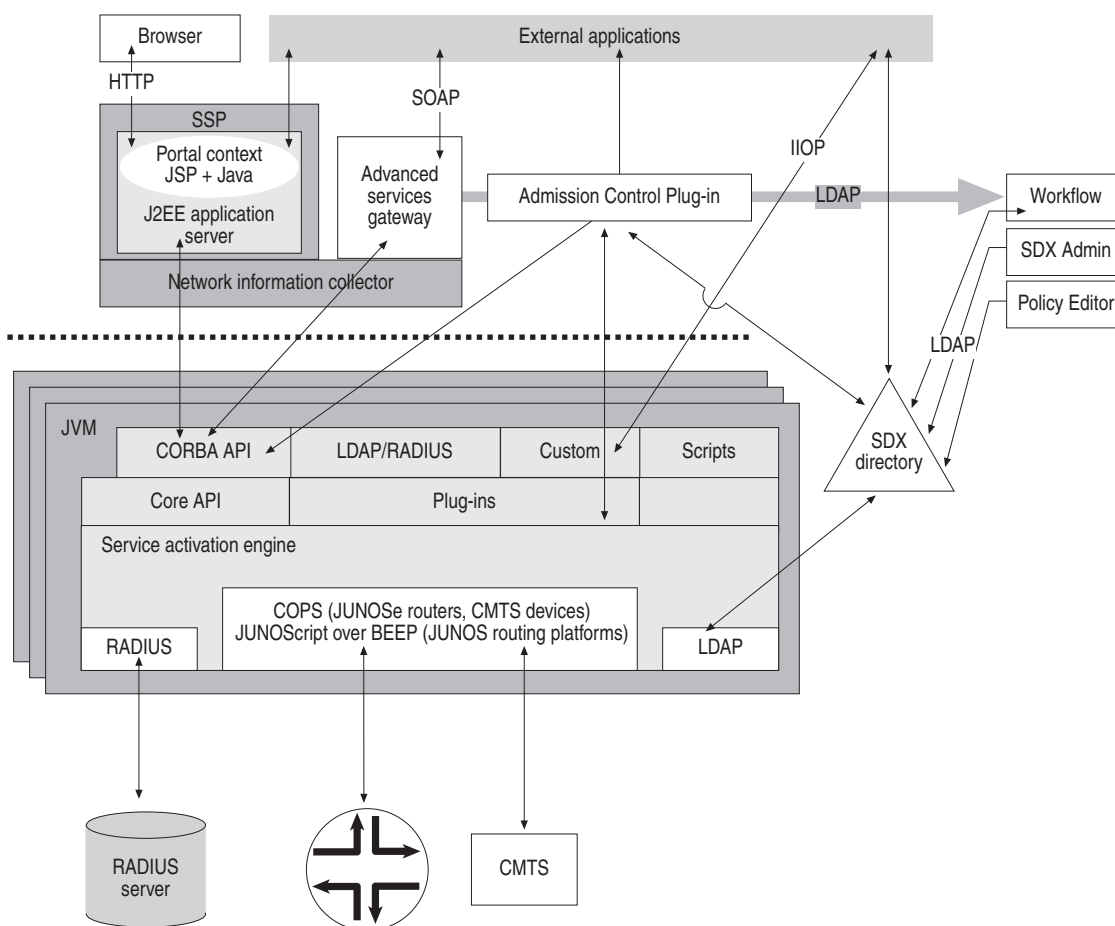 Browser
External applications
HTTP
SOAP
SSP
Portal context
JSP + Java
J2EE application
server
Advanced
services
gateway
IIOP
Admission Control Plug-in
LDAP
Workflow
SDX Admin
Policy Editor
Network information collector
LDAP
JVM
CORBA API
LDAP/RADIUS
Custom
Scripts
SDX
directory
Core API
Plug-ins
Service activation engine
COPS (JUNOSe routers, CMTS devices)
JUNOScript over BEEP (JUNOS routing platforms)
RADIUS
LDAP
RADIUS
server
CMTS